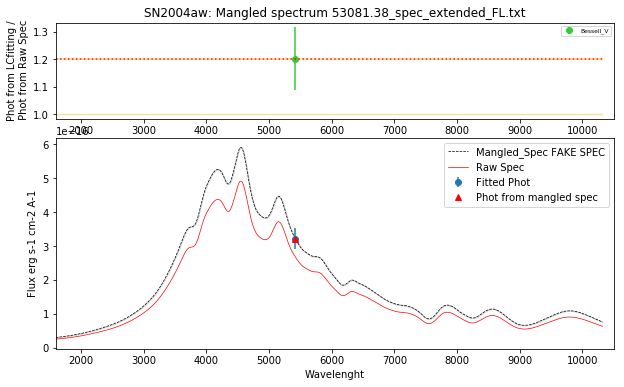 SN2004aw: Mangled spectrum 53081.38_spec_extended_FL.txt
Phot from LCfitting /
Phot from Raw Spec
1.3
1.2
1.1
1.0
Bessell_V
2000 3000 4000 5000 6000 7000 8000 9000 10000
1e−16
Flux erg s-1 cm-2 A-1
6
5
4
3
2
1
0
Mangled_Spec FAKE SPEC
Raw Spec
Fitted Phot
Phot from mangled spec
2000 3000 4000 5000 6000 7000 8000 9000 10000
Wavelenght